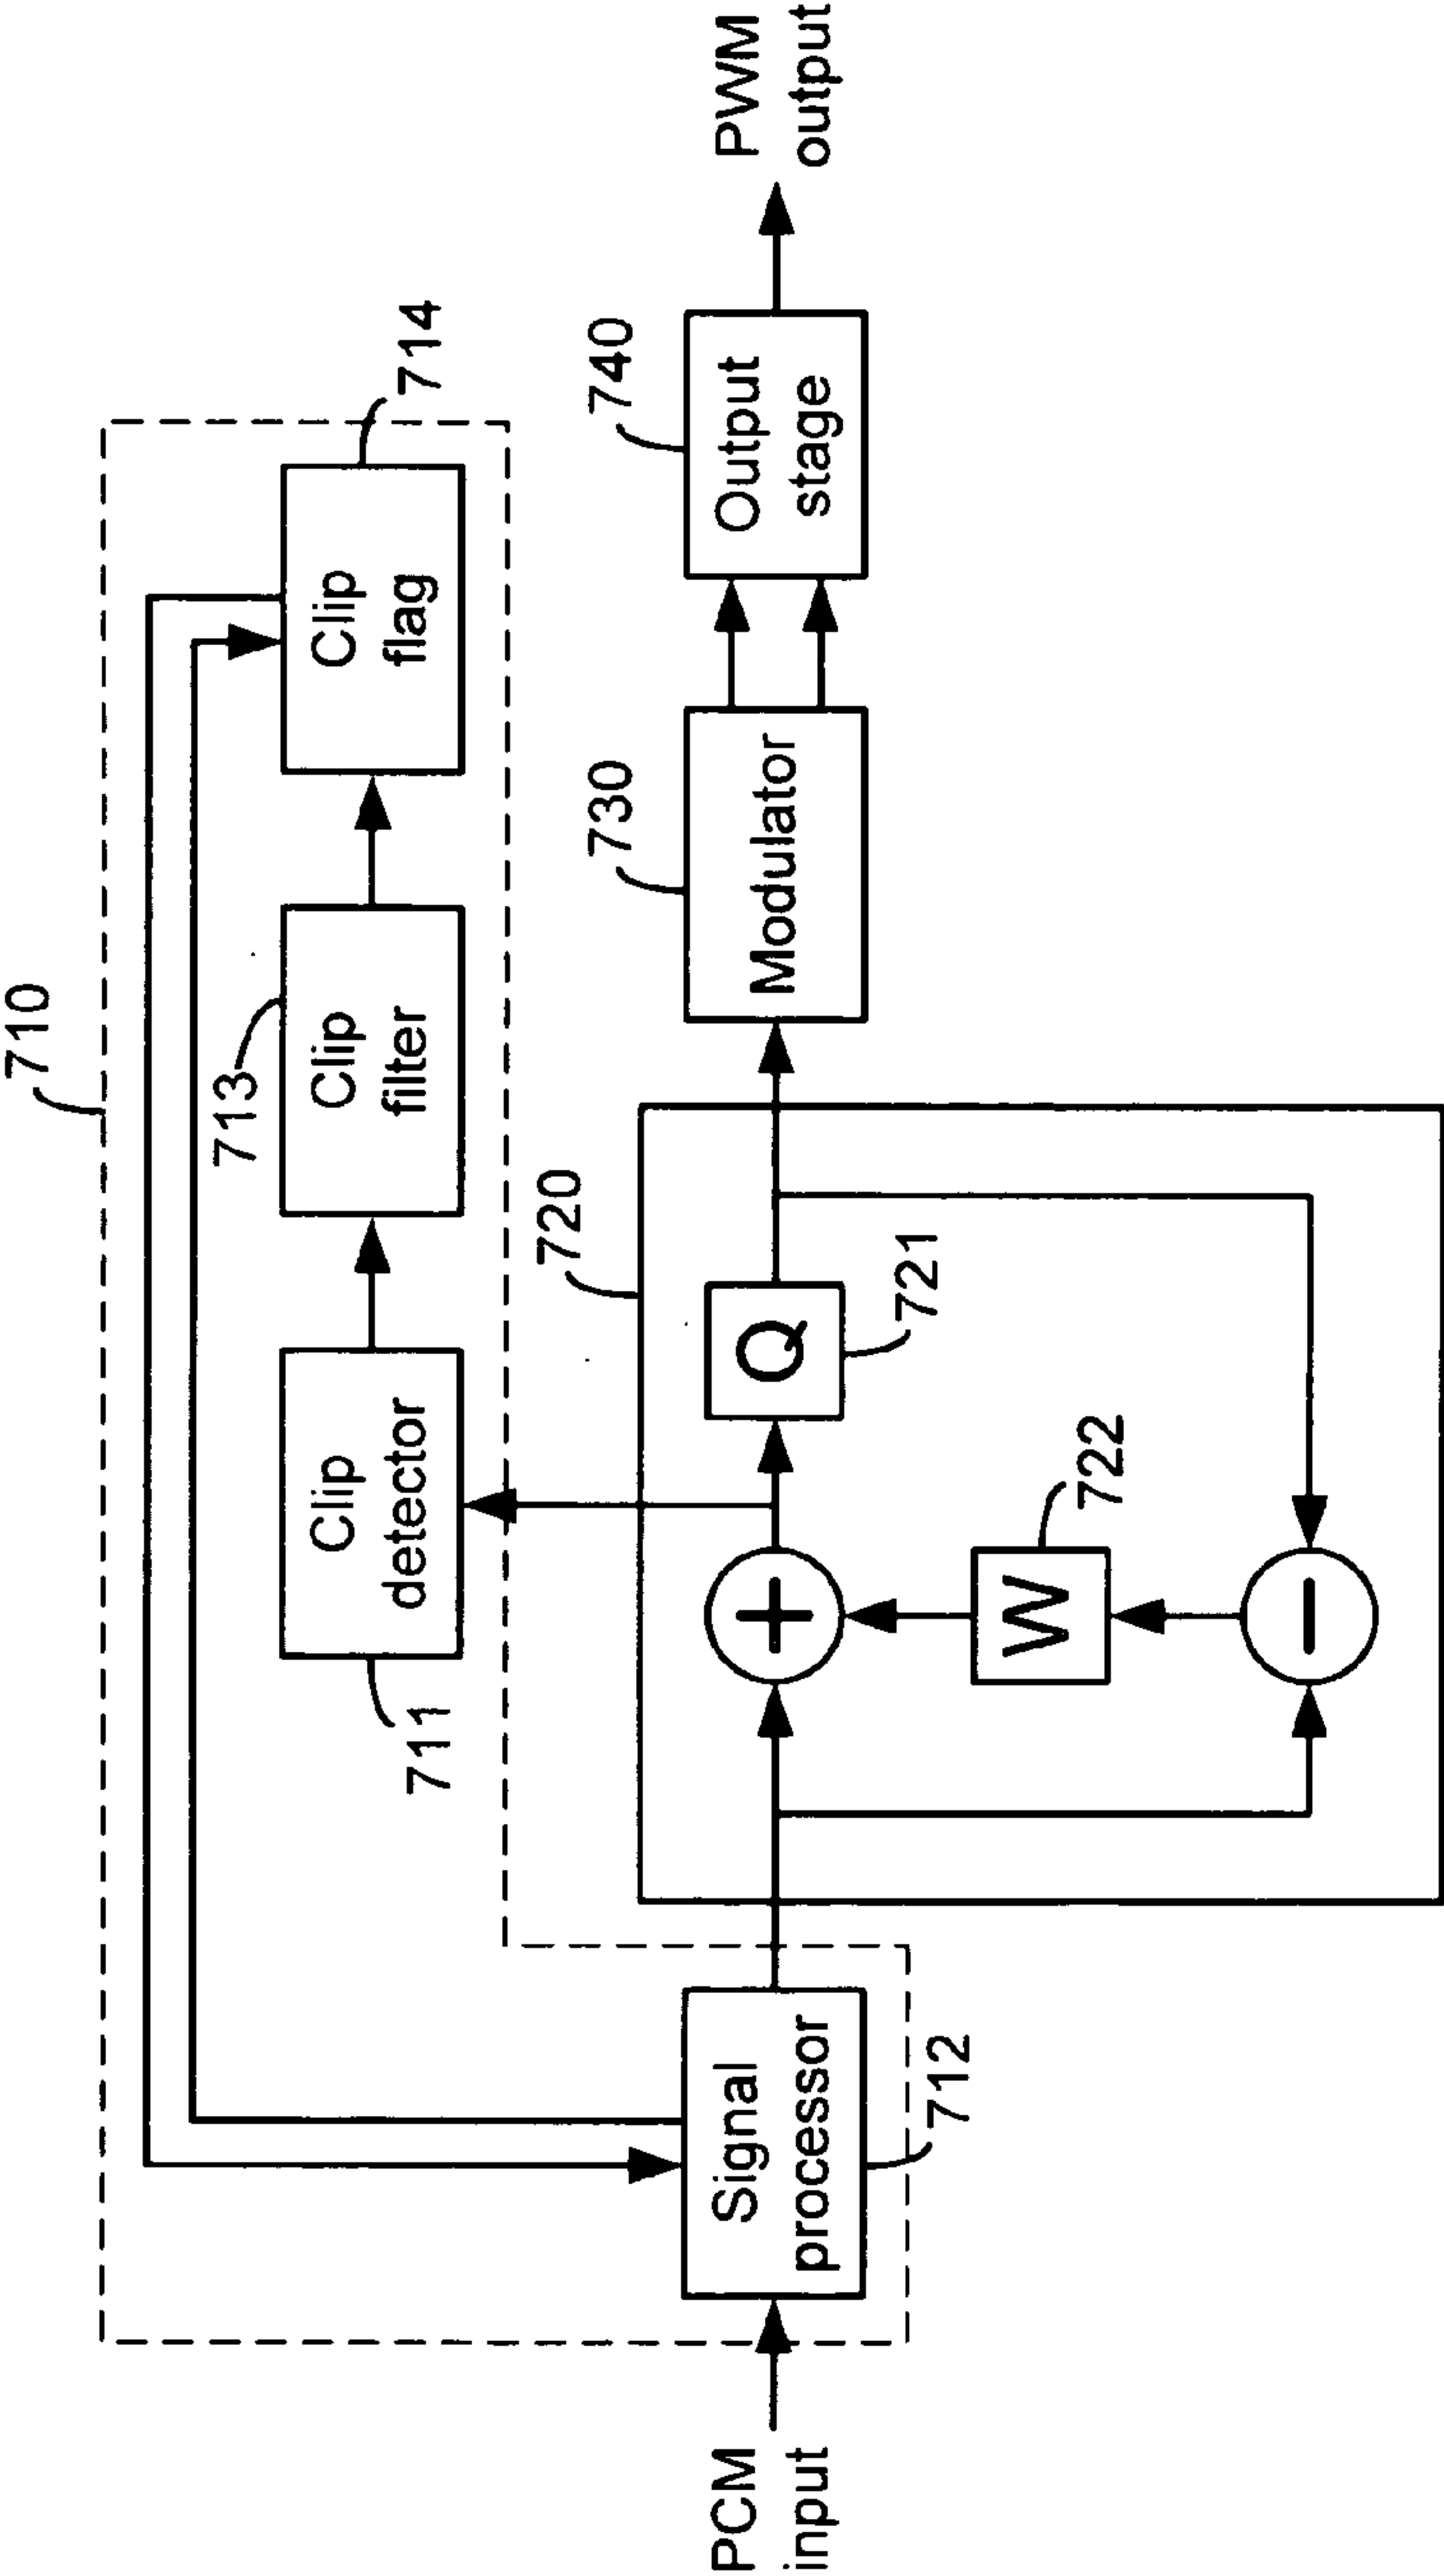 710
714
Clip
flag
713
Clip
filter
Clip
detector
711
720
730
740
PCM
input
Signal
processor
712
+
Q
721
W
722
−
Modulator
Output
stage
PWM
output